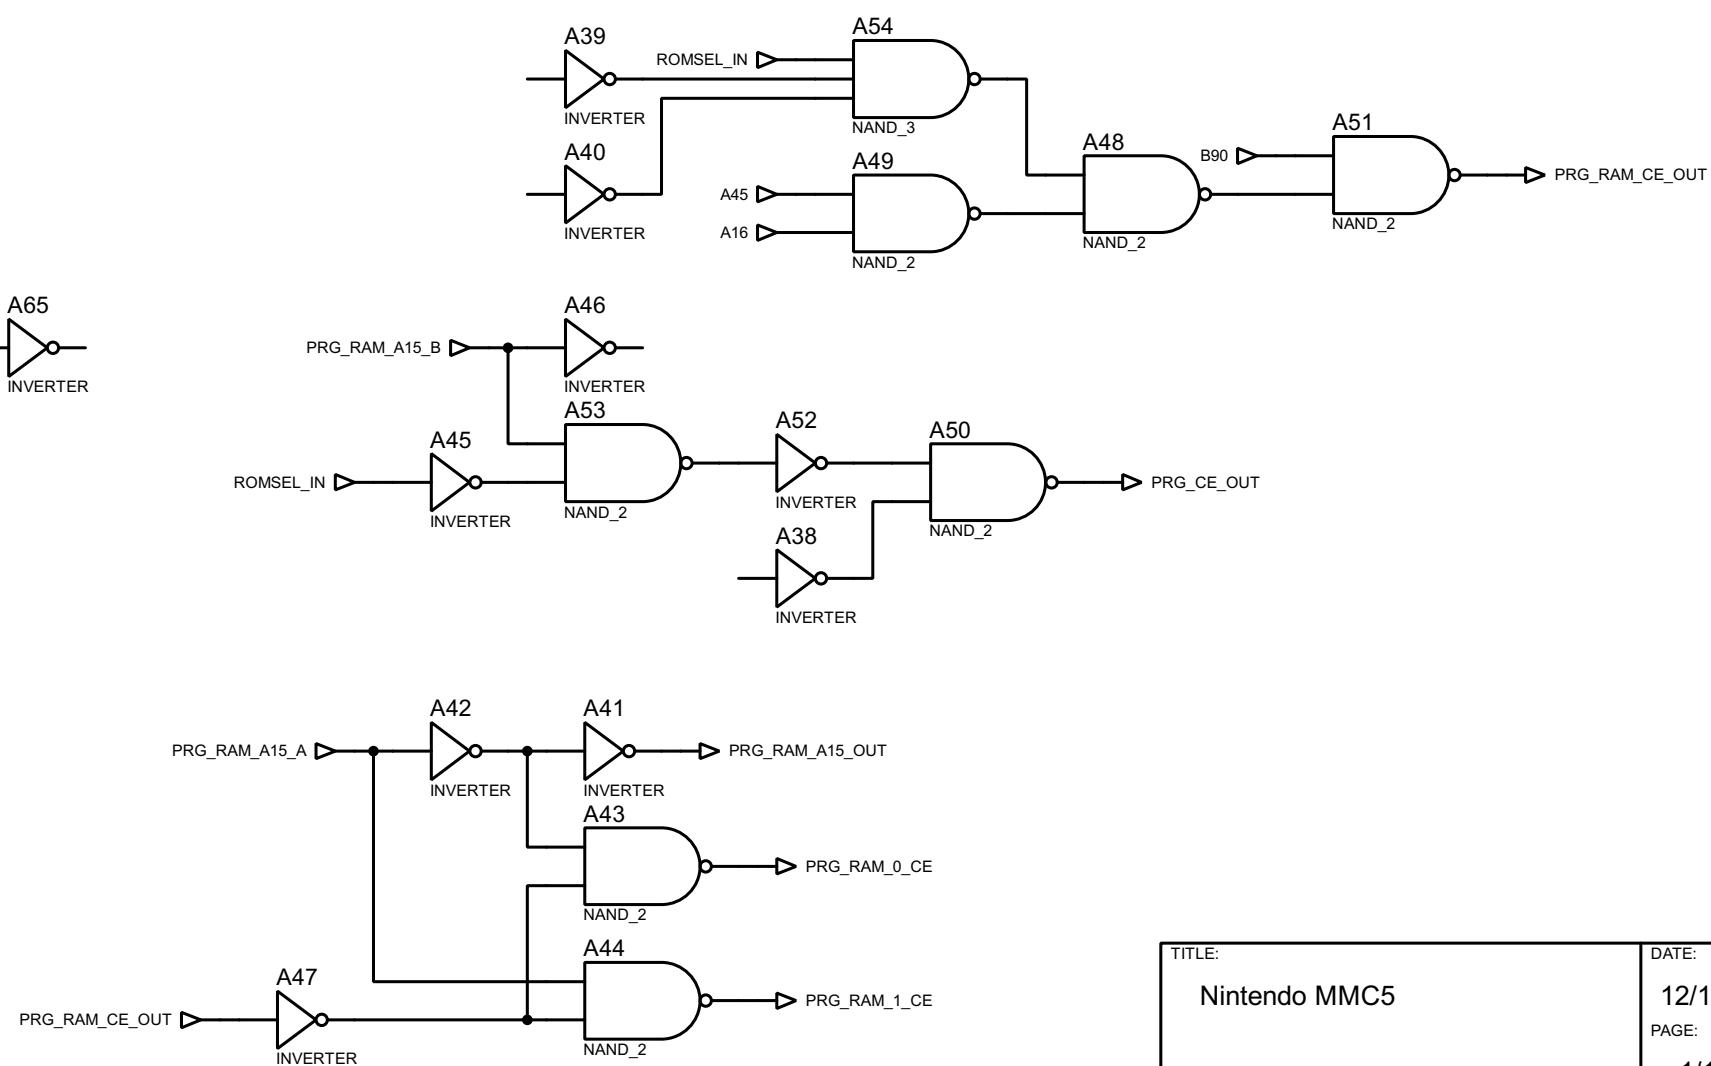 A39
INVERTER
ROMSEL_IN
A54
NAND_3
A40
INVERTER
A45
A16
A49
NAND_2
A48
NAND_2
B90
A51
NAND_2
PRG_RAM_CE_OUT
A65
INVERTER
PRG_RAM_A15_B
A46
INVERTER
A53
NAND_2
ROMSEL_IN
A45
INVERTER
A52
INVERTER
A38
INVERTER
A50
NAND_2
PRG_CE_OUT
PRG_RAM_A15_A
A42
INVERTER
A41
INVERTER
PRG_RAM_A15_OUT
A43
NAND_2
PRG_RAM_0_CE
A44
NAND_2
PRG_RAM_1_CE
PRG_RAM_CE_OUT
A47
INVERTER
TITLE:
Nintendo MMC5
DATE:
12/1
PAGE: